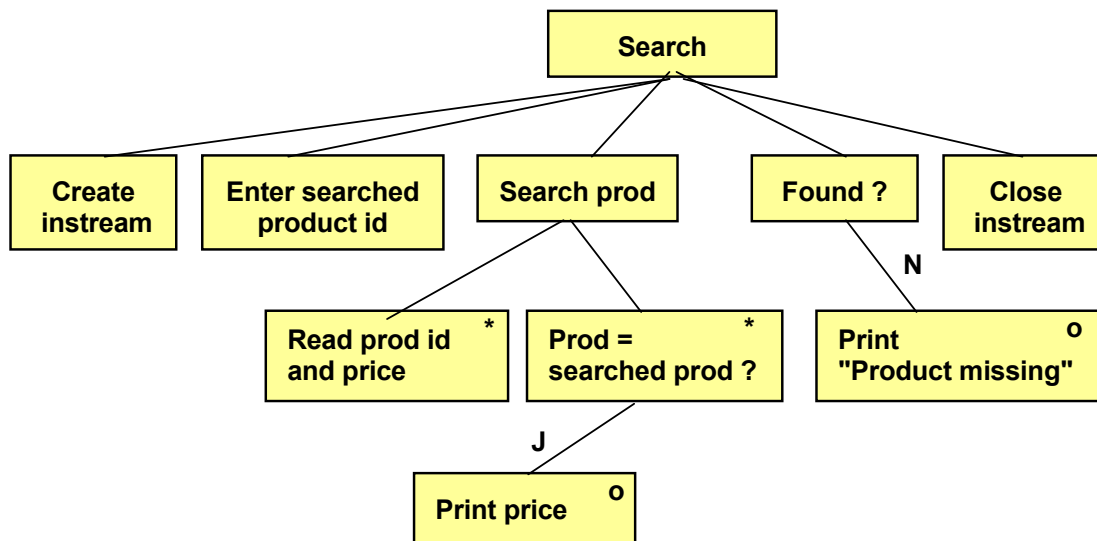 Search
Create
instream
Enter searched
product id
Search prod
Found ?
Close
instream
N
Read prod id
and price
*
Prod =
searched prod ?
*
Print
"Product missing"
o
J
Print price
o